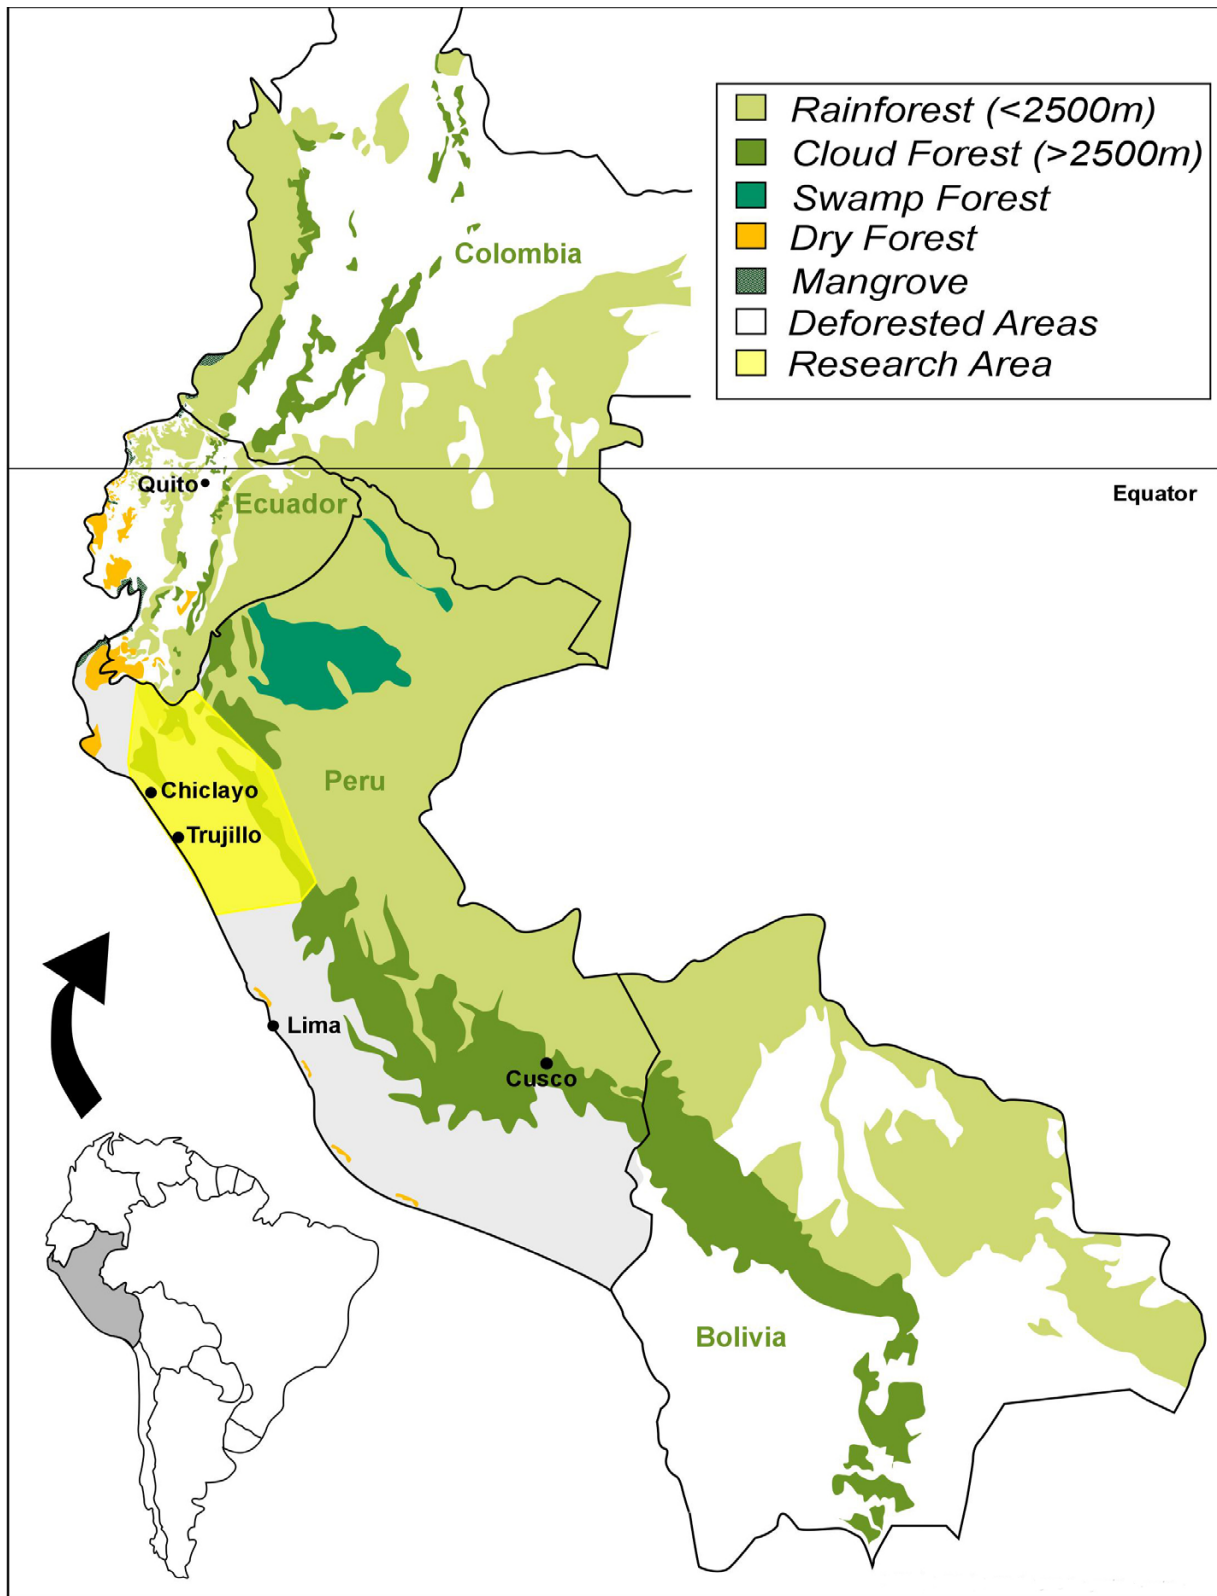 Rainforest (<2500m)
Cloud Forest (>2500m)
Swamp Forest
Dry Forest
Mangrove
Deforested Areas
Research Area
Colombia
Quito
Ecuador
Equator
Peru
Chiclayo
Trujillo
Lima
Cusco
Bolivia